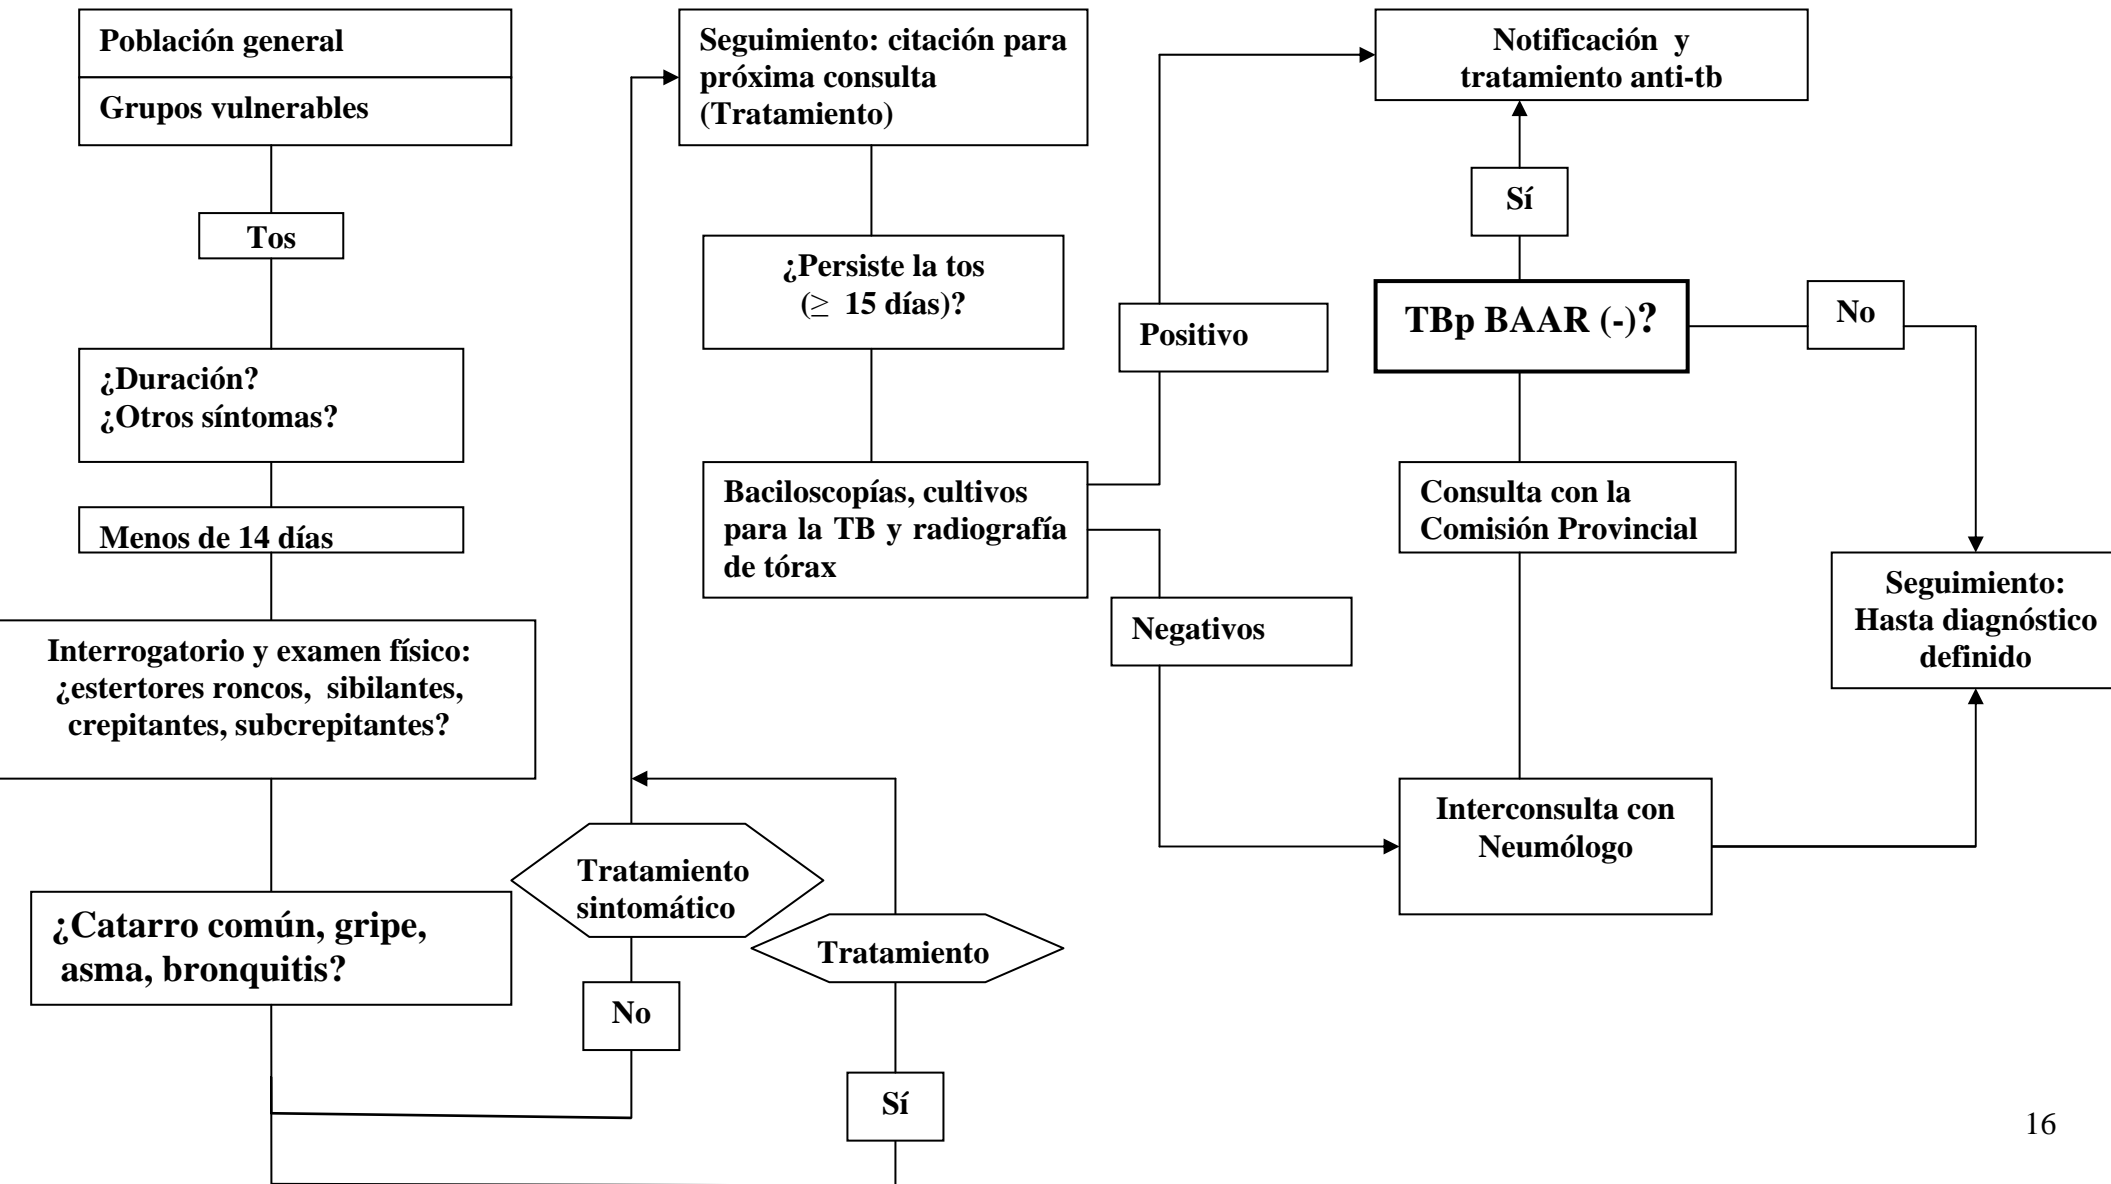 Población general
Grupos vulnerables
Tos
¿Duración?
¿Otros síntomas?
Menos de 14 días
Interrogatorio y examen físico:
¿estertores roncos, sibilantes,
crepitantes, subcrepitantes?
¿Catarro común, gripe,
asma, bronquitis?
No
Tratamiento
sintomático
Sí
Tratamiento
Seguimiento: citación para
próxima consulta
(Tratamiento)
¿Persiste la tos
(≥ 15 días)?
Baciloscopías, cultivos
para la TB y radiografía
de tórax
Positivo
Negativos
Notificación y
tratamiento anti-tb
Sí
TBp BAAR (-)?
No
Consulta con la
Comisión Provincial
Interconsulta con
Neumólogo
Seguimiento:
Hasta diagnóstico
definido
16